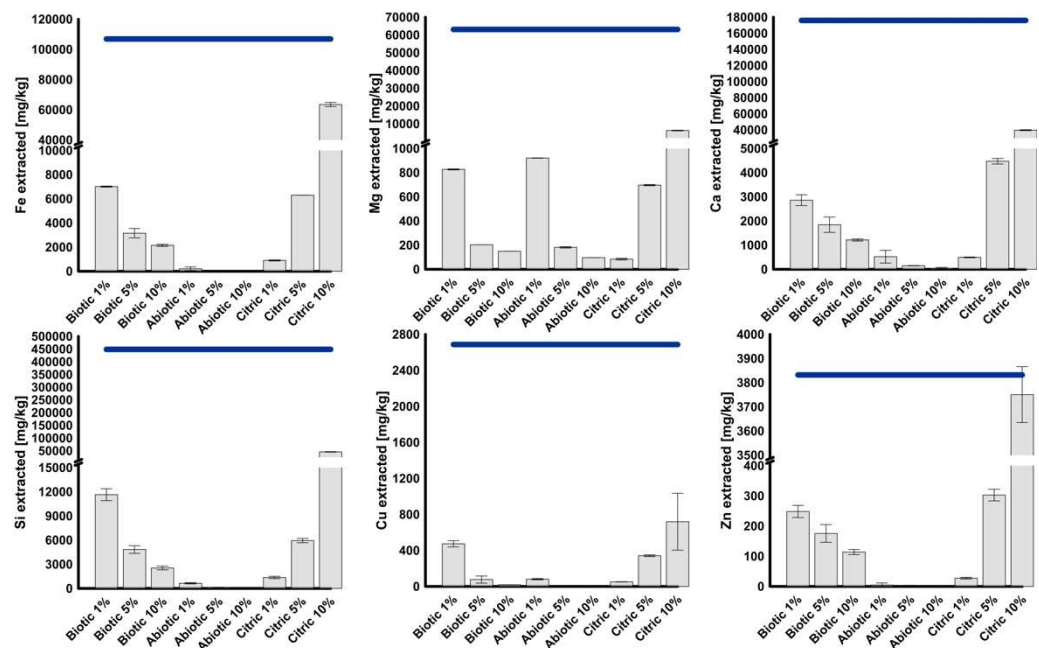 Fe extracted [mg/kg]
120000
100000
80000
60000
40000
10000
8000
6000
4000
2000
0
Biotic 1%
Biotic 5%
Biotic 10%
Abiotic 1%
Abiotic 5%
Abiotic 10%
Citric 1%
Citric 5%
Citric 10%
Mg extracted [mg/kg]
70000
60000
50000
40000
30000
20000
10000
1000
800
600
400
200
0
Biotic 1%
Biotic 5%
Biotic 10%
Abiotic 1%
Abiotic 5%
Abiotic 10%
Citric 1%
Citric 5%
Citric 10%
Ca extracted [mg/kg]
180000
160000
140000
120000
100000
80000
60000
40000
5000
4000
3000
2000
1000
0
Biotic 1%
Biotic 5%
Biotic 10%
Abiotic 1%
Abiotic 5%
Abiotic 10%
Citric 1%
Citric 5%
Citric 10%
Si extracted [mg/kg]
500000
450000
400000
350000
300000
250000
200000
150000
100000
50000
15000
12000
9000
6000
3000
0
Biotic 1%
Biotic 5%
Biotic 10%
Abiotic 1%
Abiotic 5%
Abiotic 10%
Citric 1%
Citric 5%
Citric 10%
Cu extracted [mg/kg]
2800
2400
2000
1600
1200
800
400
0
Biotic 1%
Biotic 5%
Biotic 10%
Abiotic 1%
Abiotic 5%
Abiotic 10%
Citric 1%
Citric 5%
Citric 10%
Zn extracted [mg/kg]
4000
3900
3800
3700
3600
3500
400
300
200
100
0
Biotic 1%
Biotic 5%
Biotic 10%
Abiotic 1%
Abiotic 5%
Abiotic 10%
Citric 1%
Citric 5%
Citric 10%